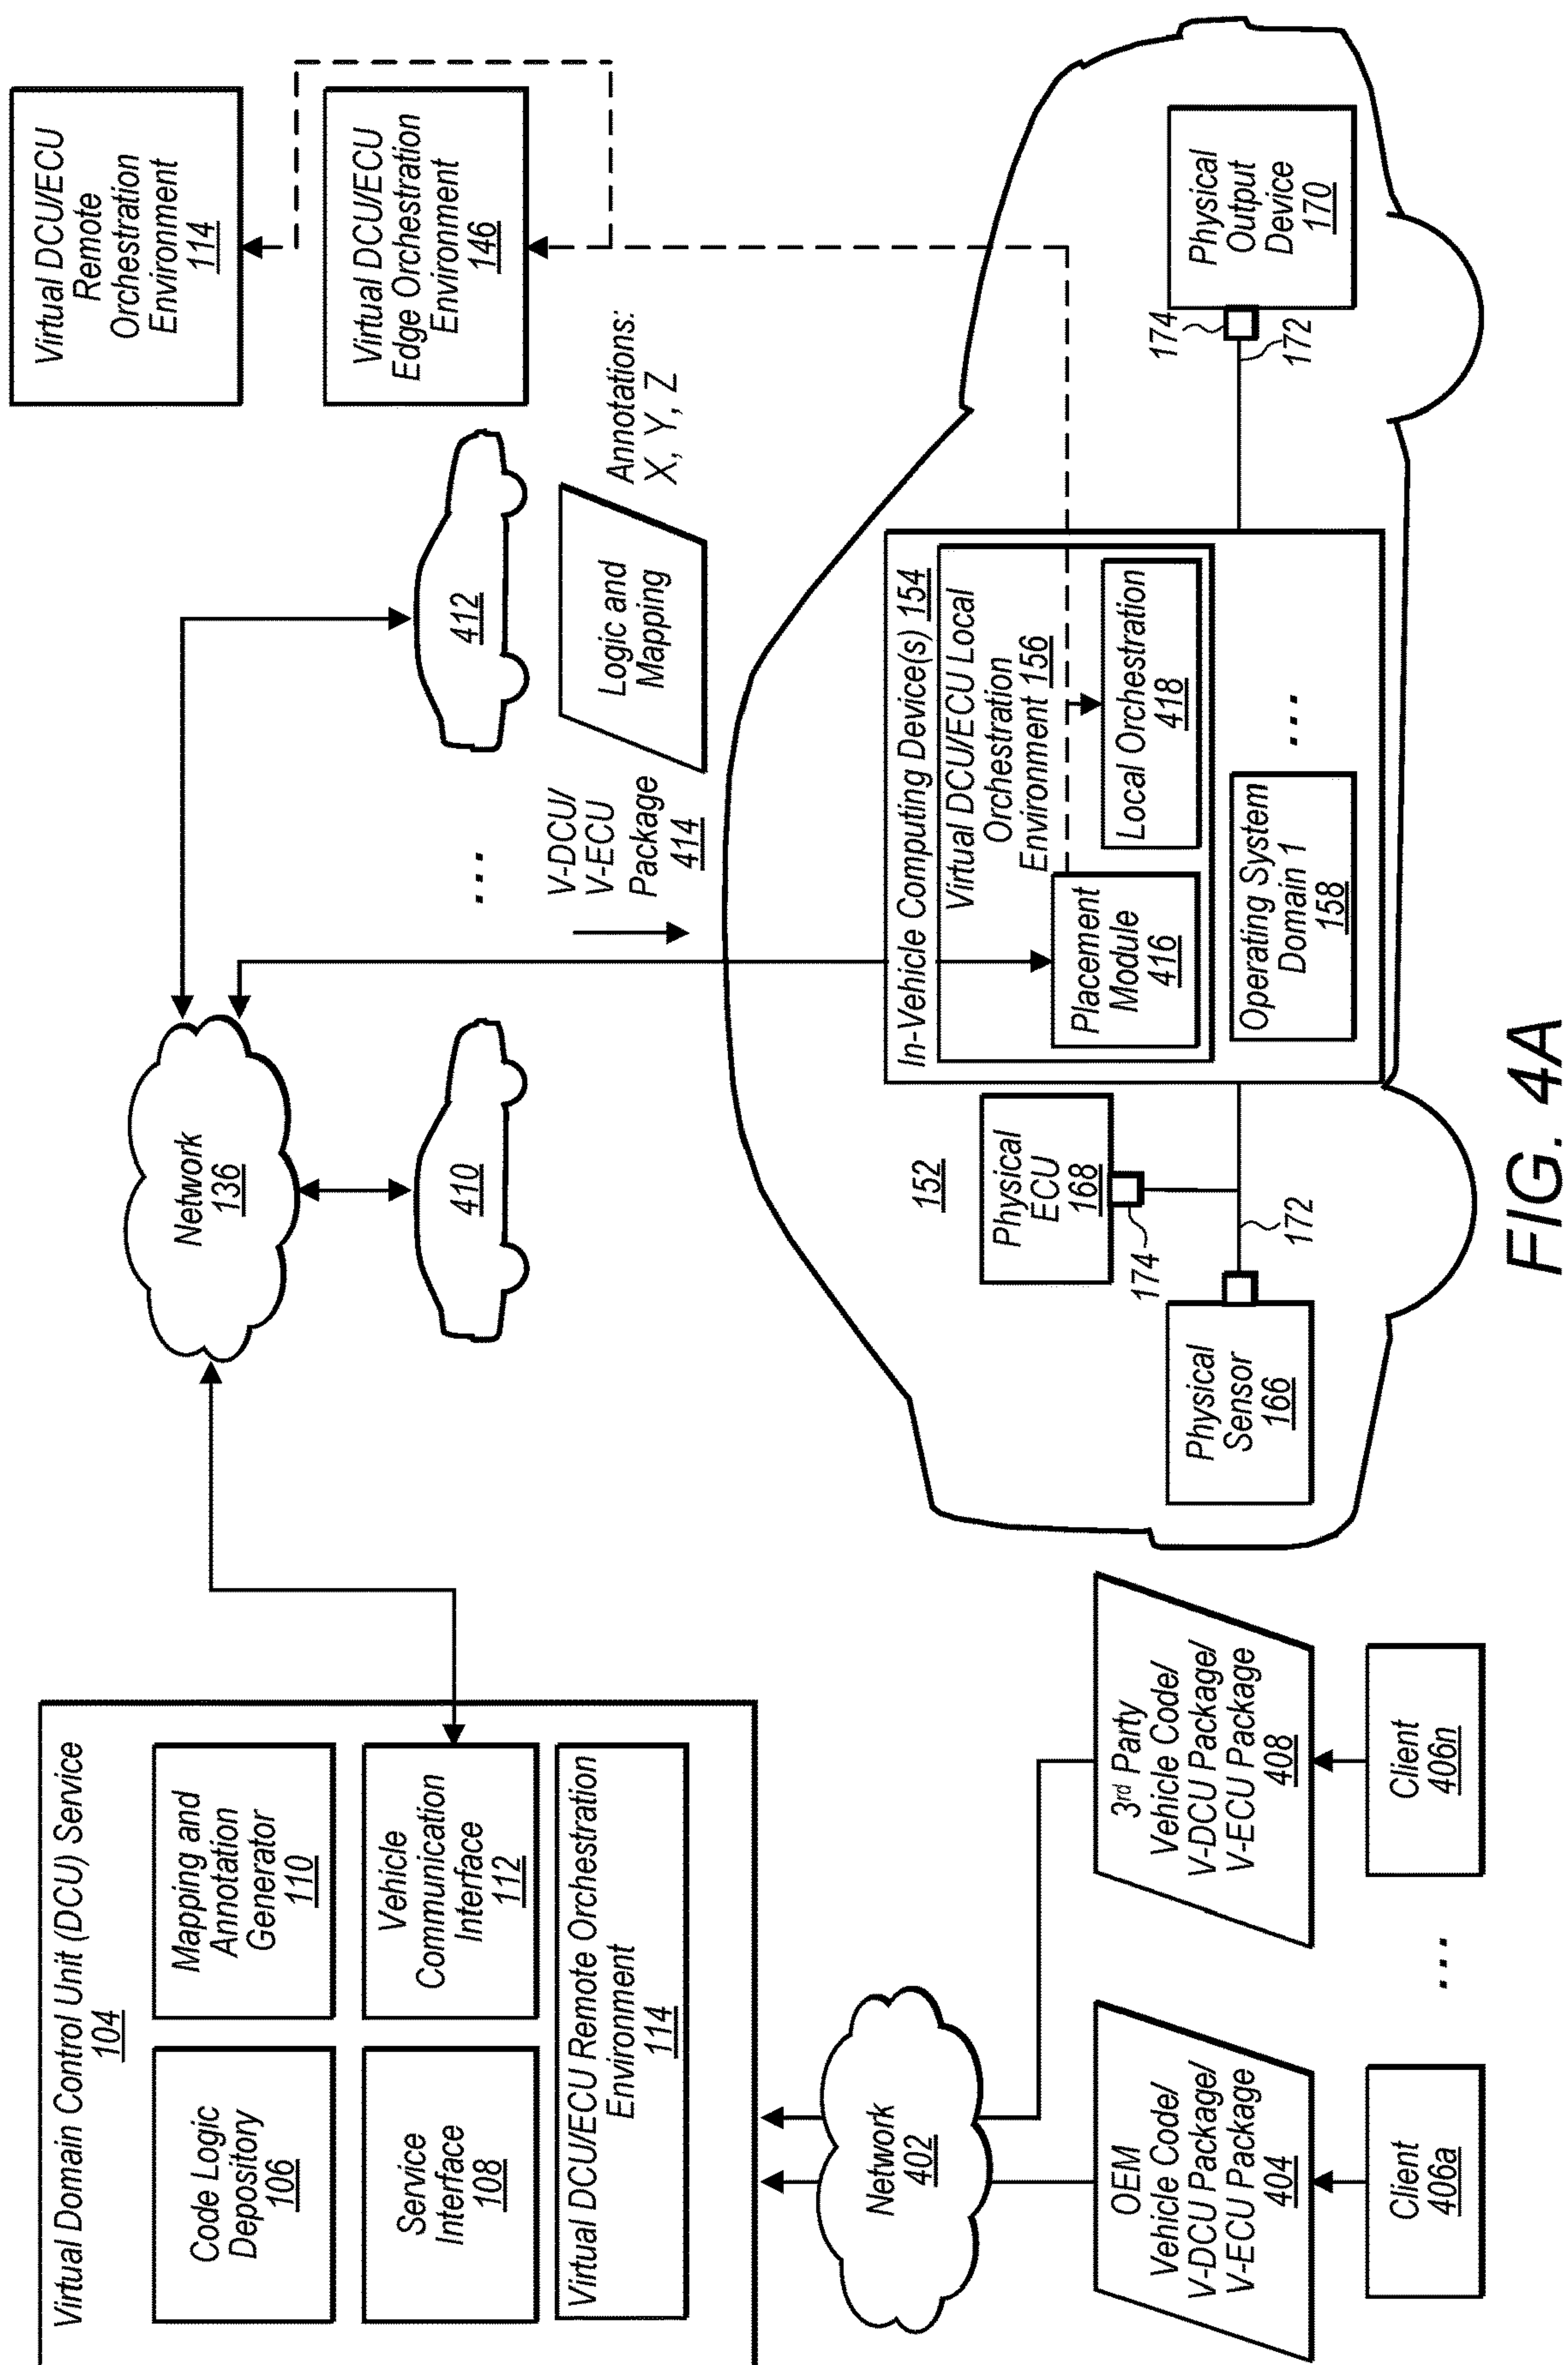 Virtual Domain Control Unit (DCU) Service
104
Code Logic
Depository
106
Mapping and
Annotation
Generator
110
Service
Interface
108
Vehicle
Communication
Interface
112
Virtual DCU/ECU Remote Orchestration
Environment
114
Network
402
OEM
Vehicle Code/
V-DCU Package/
V-ECU Package
404
3rd Party
Vehicle Code/
V-DCU Package/
V-ECU Package
408
Client
406a
...
Client
406n
Network
136
410
...
412
Virtual DCU/ECU
Remote
Orchestration
Environment
114
Virtual DCU/ECU
Edge Orchestration
Environment
146
V-DCU/
V-ECU
Package
414
Logic and
Mapping
Annotations:
X, Y, Z
152
In-Vehicle Computing Device(s) 154
Virtual DCU/ECU Local
Orchestration
Environment 156
Placement
Module
416
Local Orchestration
418
Operating System
Domain 1
158
...
Physical
ECU
168
174
172
Physical
Sensor
166
174
172
Physical
Output
Device
170
FIG. 4A